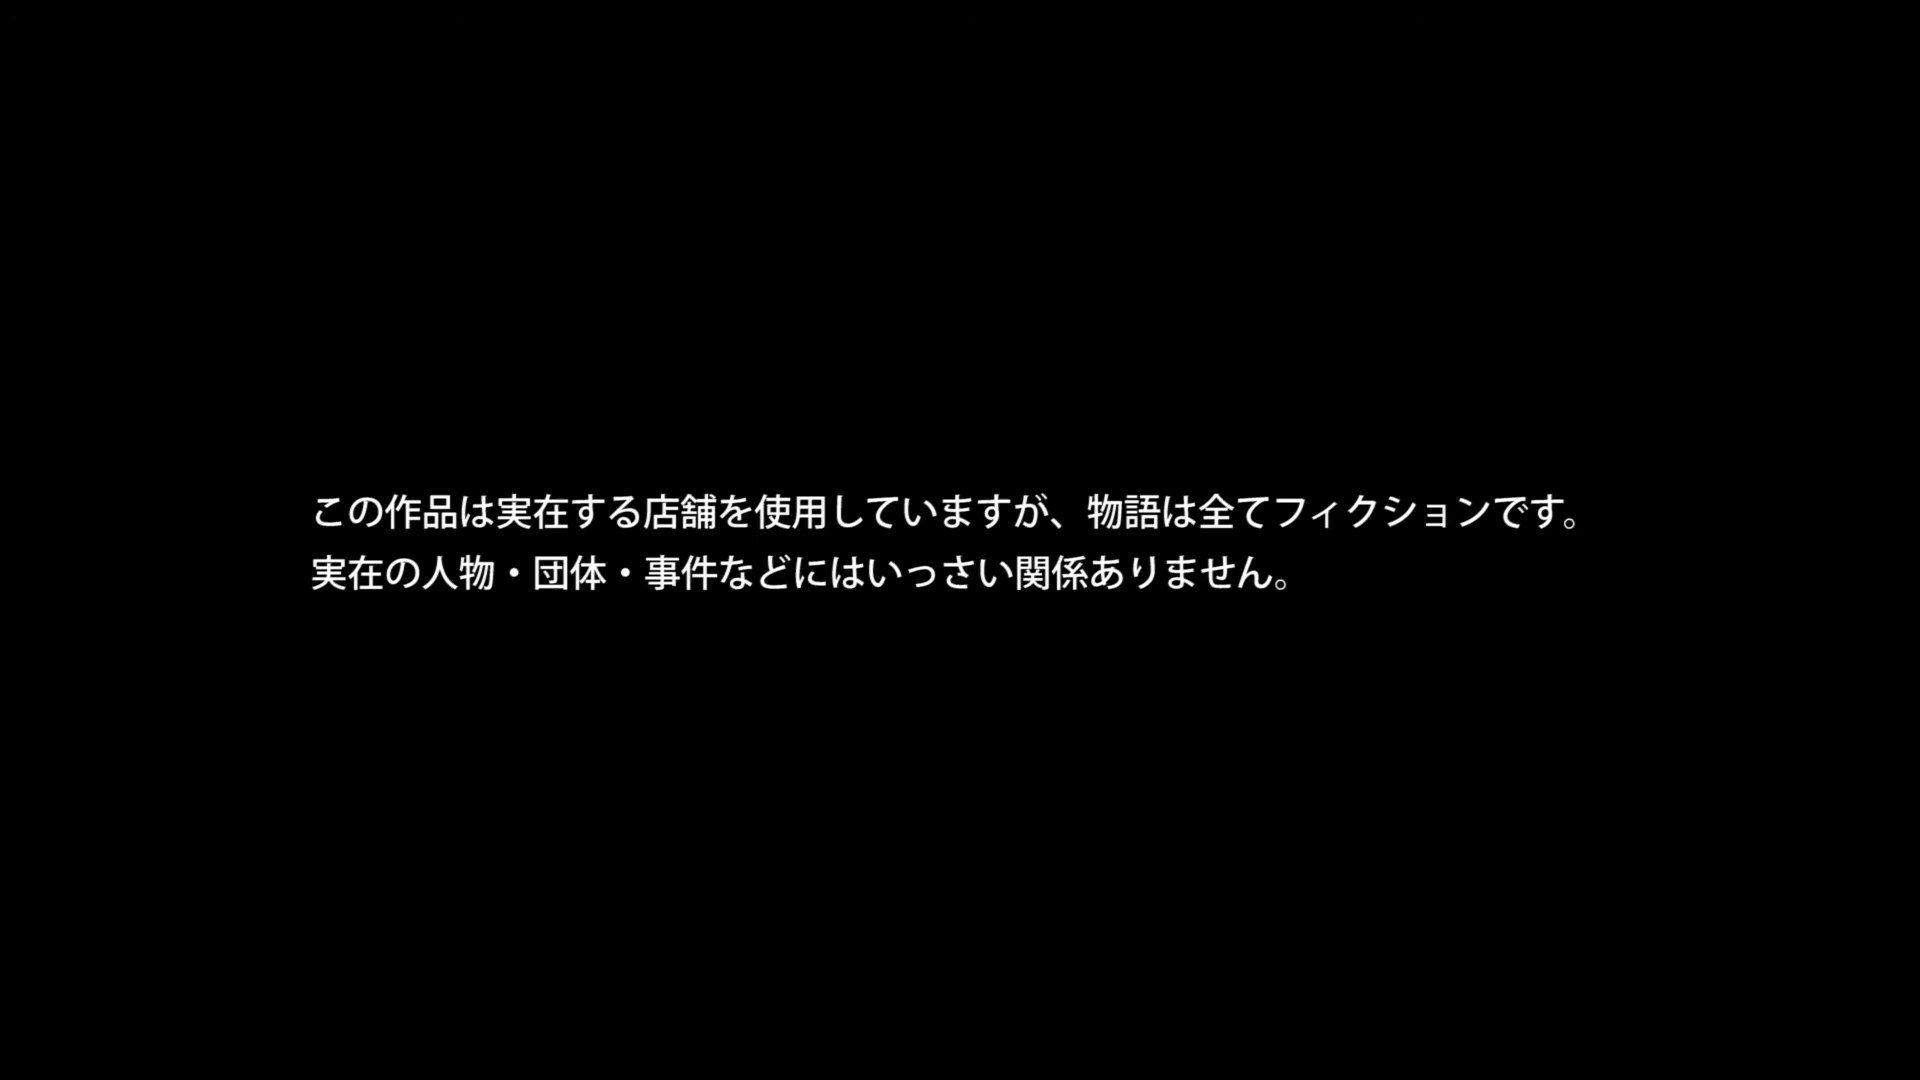 この作品は実在する店舗を使用していますが、物語は全てフィクションです。
実在の人物・団体・事件などにはいっさい関係ありません。